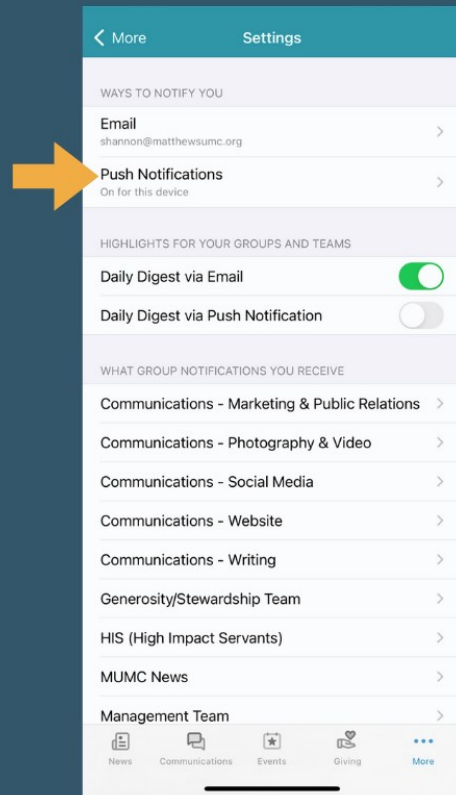 More
Settings
WAYS TO NOTIFY YOU
Email
shannon@matthewsumc.org
Push Notifications
On for this device
HIGHLIGHTS FOR YOUR GROUPS AND TEAMS
Daily Digest via Email
Daily Digest via Push Notification
WHAT GROUP NOTIFICATIONS YOU RECEIVE
Communications - Marketing & Public Relations
Communications - Photography & Video
Communications - Social Media
Communications - Website
Communications - Writing
Generosity/Stewardship Team
HIS (High Impact Servants)
MUMC News
Management Team
News Communications Events Giving More